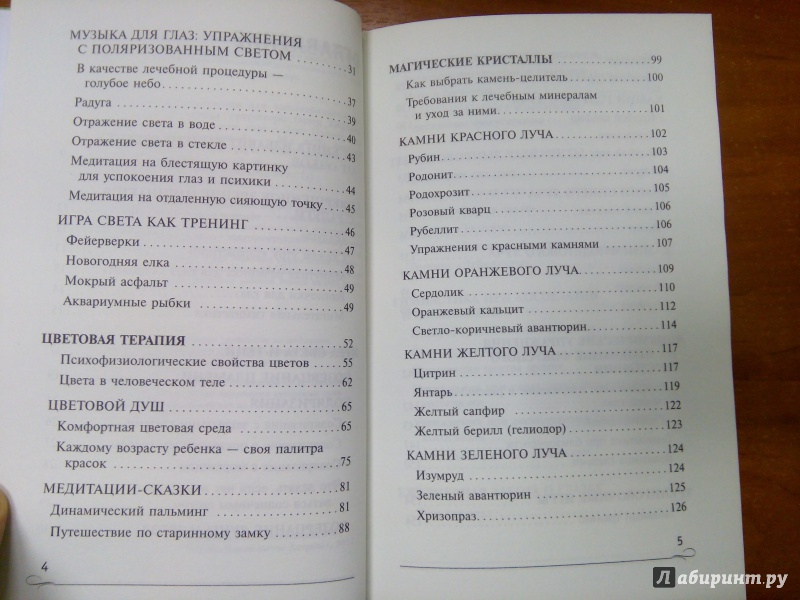 МУЗЫКА ДЛЯ ГЛАЗ: УПРАЖНЕНИЯ
С ПОЛЯРИЗОВАННЫМ СВЕТОМ ........ 31
В качестве лечебной процедуры —
голубое небо ........ 37
Радуга ........ 39
Отражение света в воде ........ 40
Отражение света в стекле ........ 43
Медитация на блестящую картинку
для успокоения глаз и психики ........ 44
Медитация на отдаленную сияющую точку ........ 45
ИГРА СВЕТА КАК ТРЕНИНГ ........ 46
Фейерверки ........ 47
Новогодняя елка ........ 48
Мокрый асфальт ........ 49
Аквариумные рыбки ........ 49
ЦВЕТОВАЯ ТЕРАПИЯ ........ 52
Психофизиологические свойства цветов ........ 55
Цвета в человеческом теле ........ 62
ЦВЕТОВОЙ ДУШ ........ 65
Комфортная цветовая среда ........ 65
Каждому возрасту ребенка — своя палитра
красок ........ 75
МЕДИТАЦИИ-СКАЗКИ ........ 81
Динамический пальминг ........ 81
Путешествие по старинному замку ........ 88
4
МАГИЧЕСКИЕ КРИСТАЛЛЫ ........ 99
Как выбрать камень-целитель ........ 100
Требования к лечебным минералам
и уход за ними ........ 101
КАМНИ КРАСНОГО ЛУЧА ........ 102
Рубин ........ 103
Родонит ........ 104
Родохрозит ........ 105
Розовый кварц ........ 106
Рубеллит ........ 106
Упражнения с красными камнями ........ 107
КАМНИ ОРАНЖЕВОГО ЛУЧА ........ 109
Сердолик ........ 110
Оранжевый кальцит ........ 112
Светло-коричневый авантюрин ........ 114
КАМНИ ЖЕЛТОГО ЛУЧА ........ 117
Цитрин ........ 117
Янтарь ........ 119
Желтый сапфир ........ 122
Желтый берилл (гелиодор) ........ 123
КАМНИ ЗЕЛЕНОГО ЛУЧА ........ 124
Изумруд ........ 124
Зеленый авантюрин ........ 125
Хризопраз ........ 126
5
Лабиринт.ру